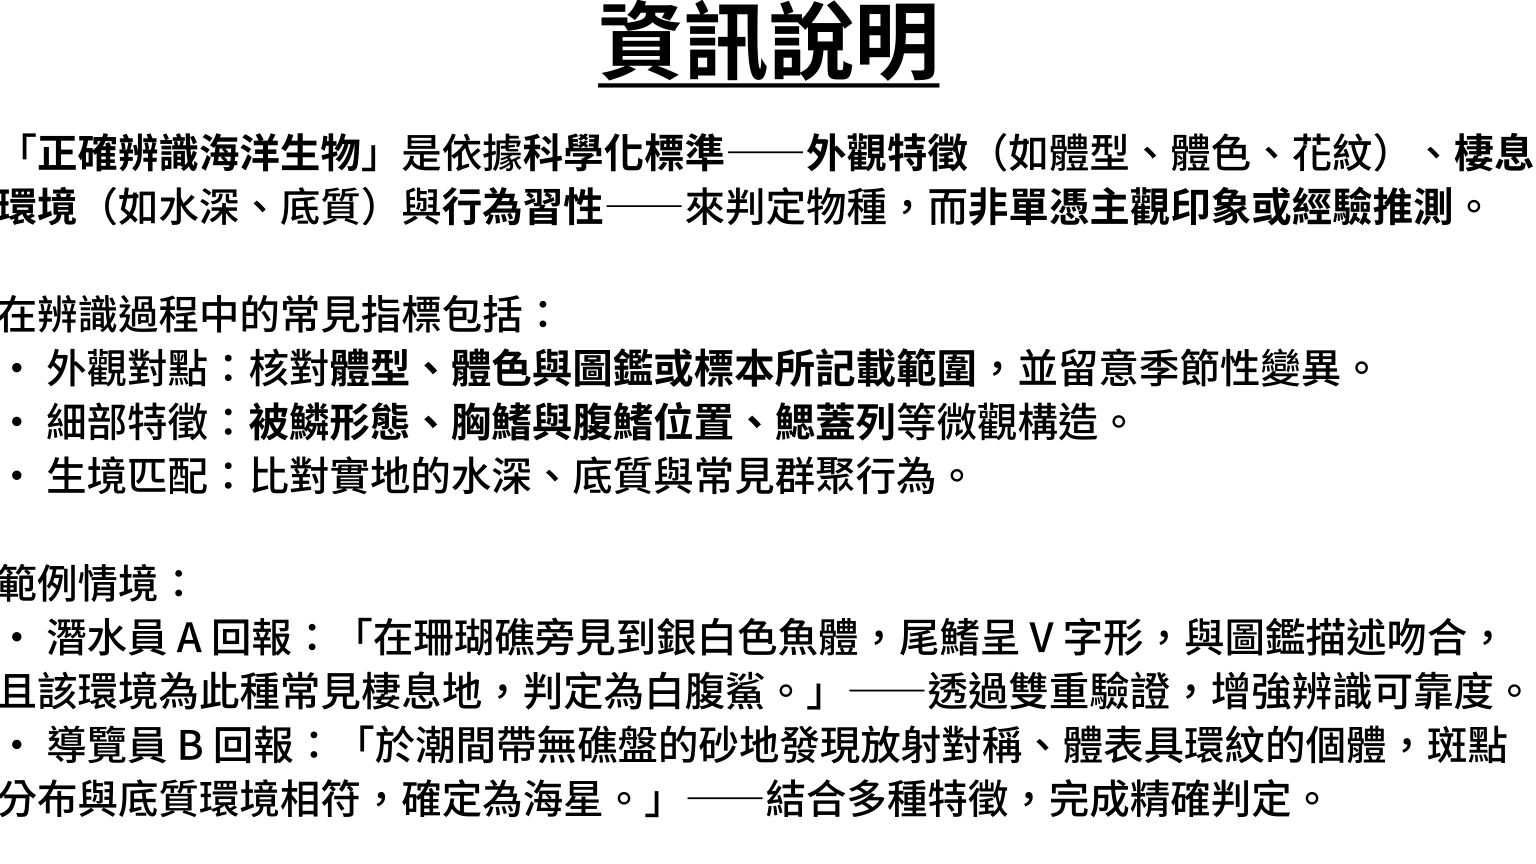 資訊說明
「正確辨識海洋生物」是依據科學化標準——外觀特徵（如體型、體色、花紋）、棲息
環境（如水深、底質）與行為習性——來判定物種，而非單憑主觀印象或經驗推測。
在辨識過程中的常見指標包括：
• 外觀對點：核對體型、體色與圖鑑或標本所記載範圍，並留意季節性變異。
• 細部特徵：被鱗形態、胸鰭與腹鰭位置、鰓蓋列等微觀構造。
• 生境匹配：比對實地的水深、底質與常見群聚行為。
範例情境：
• 潛水員 A 回報：「在珊瑚礁旁見到銀白色魚體，尾鰭呈 V 字形，與圖鑑描述吻合，
且該環境為此種常見棲息地，判定為白腹鯊。」——透過雙重驗證，增強辨識可靠度。
• 導覽員 B 回報：「於潮間帶無礁盤的砂地發現放射對稱、體表具環紋的個體，斑點
分布與底質環境相符，確定為海星。」——結合多種特徵，完成精確判定。